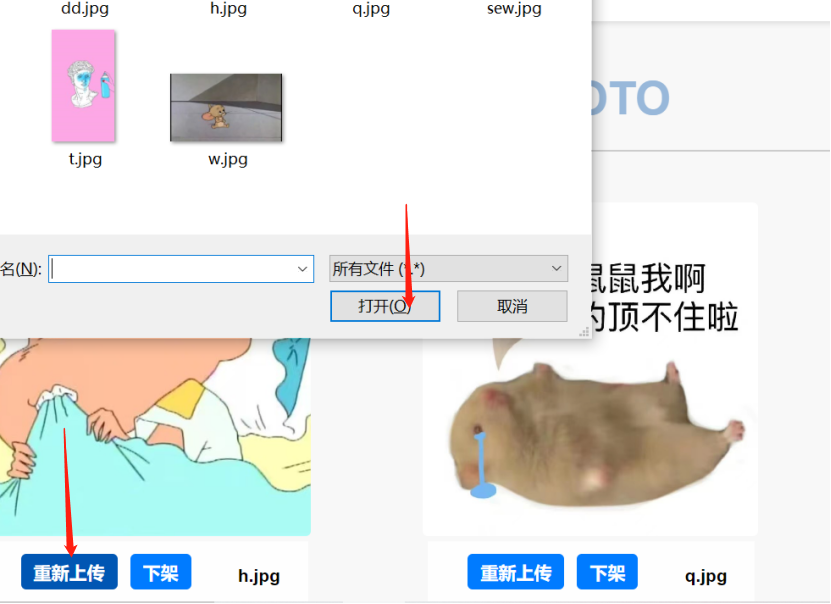 dd.jpg h.jpg q.jpg sew.jpg
t.jpg w.jpg
OTO
名(N): 所有文件 (*.*)
打开(O) 取消
鼠鼠我啊
的顶不住啦
重新上传 下架 h.jpg
重新上传 下架 q.jpg